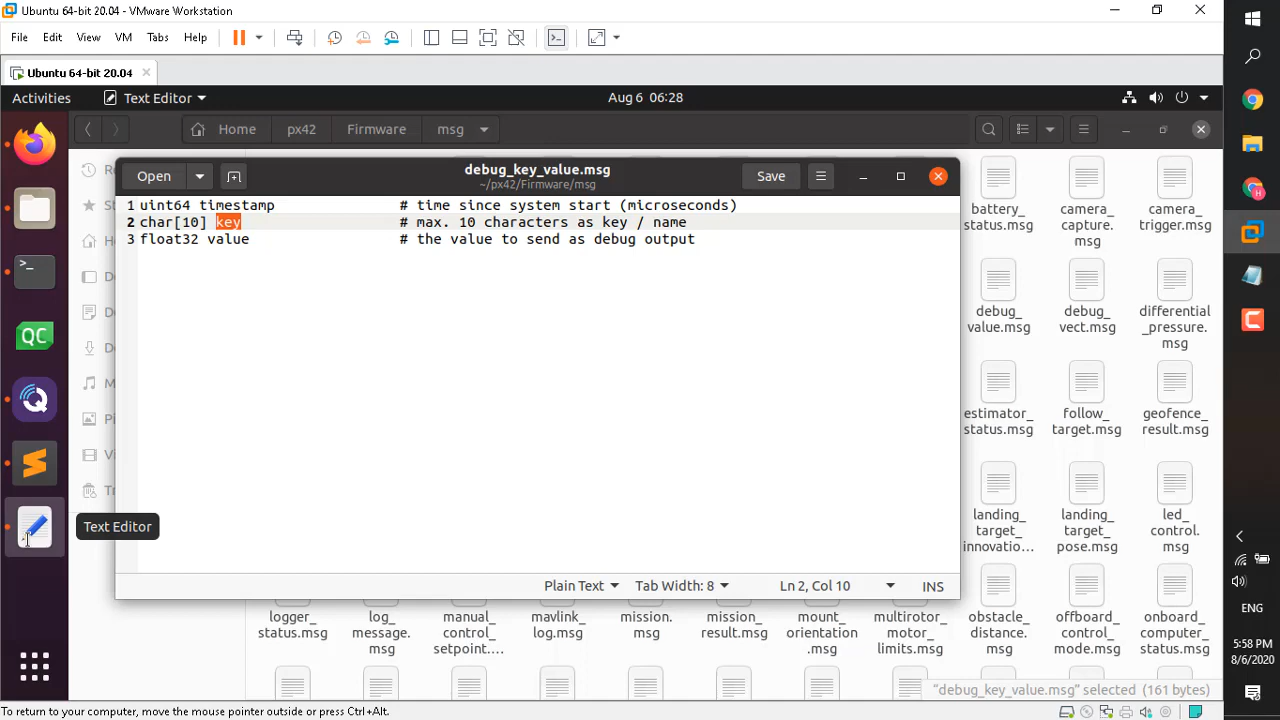 Ubuntu 64-bit 20.04 - VMware Workstation
File Edit View VM Tabs Help
Ubuntu 64-bit 20.04
Activities Text Editor Aug 6 06:28
Home px42 Firmware msg
Open debug_key_value.msg Save
~/px42/Firmware/msg
1 uint64 timestamp # time since system start (microseconds)
2 char[10] key # max. 10 characters as key / name
3 float32 value # the value to send as debug output
Text Editor
Plain Text Tab Width: 8 Ln 2, Col 10 INS
battery_
status.msg
camera_
capture.
msg
camera_
trigger.msg
debug_
value.msg
debug_
vect.msg
differential
_pressure.
msg
estimator_
status.msg
follow_
target.msg
geofence_
result.msg
landing_
target_
innovatio...
landing_
target_
pose.msg
led_
control.
msg
logger_
status.msg
log_
message.
msg
manual_
control_
setpoint....
mavlink_
log.msg
mission.
msg
mission_
result.msg
mount_
orientation
.msg
multirotor_
motor_
limits.msg
obstacle_
distance.
msg
offboard_
control_
mode.msg
onboard_
computer_
status.msg
"debug_key_value.msg" selected (161 bytes)
QC
ENG
5:58 PM
8/6/2020
To return to your computer, move the mouse pointer outside or press Ctrl+Alt.